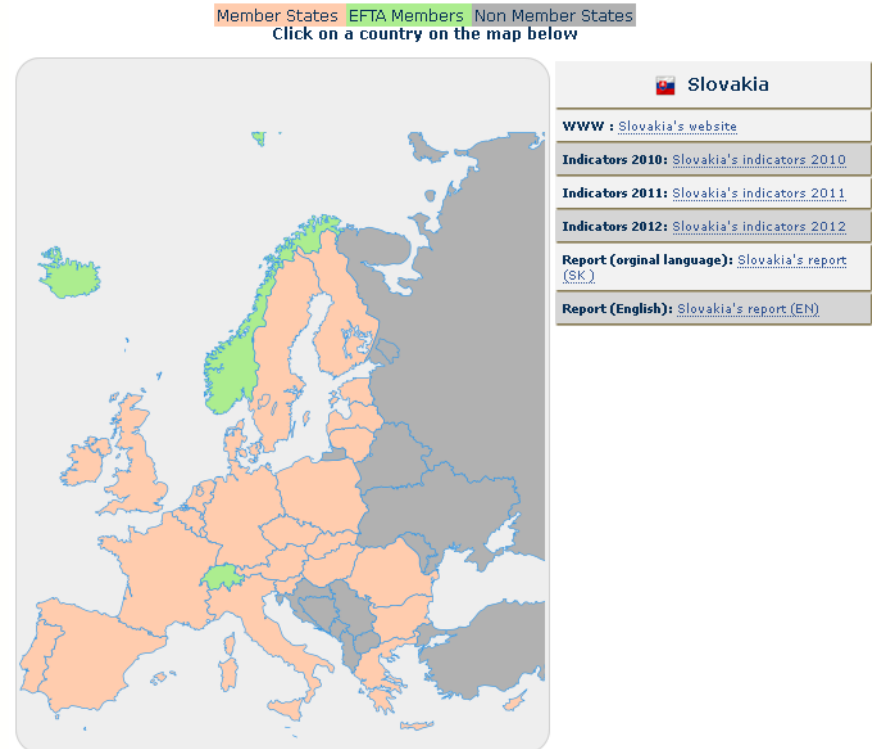 Member States EFTA Members Non Member States
Click on a country on the map below
Slovakia
WWW : Slovakia's website
Indicators 2010: Slovakia's indicators 2010
Indicators 2011: Slovakia's indicators 2011
Indicators 2012: Slovakia's indicators 2012
Report (orginal language): Slovakia's report
(SK )
Report (English): Slovakia's report (EN)